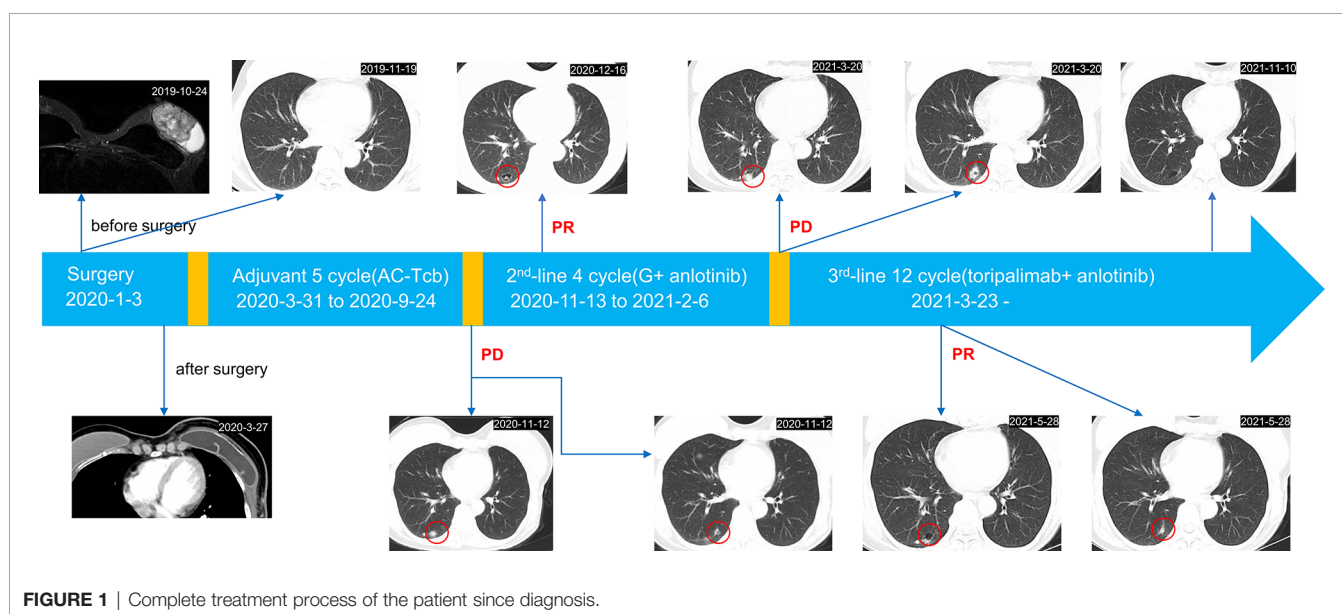 2019-10-24
2019-11-19
2020-12-16
2021-3-20
2021-3-20
2021-11-10
before surgery
PR
PD
Surgery
2020-1-3
Adjuvant 5 cycle(AC-Tcb)
2020-3-31 to 2020-9-24
2nd-line 4 cycle(G+ anlotinib)
2020-11-13 to 2021-2-6
3rd-line 12 cycle(toripalimab+ anlotinib)
2021-3-23 -
after surgery
PD
PR
2020-3-27
2020-11-12
2020-11-12
2021-5-28
2021-5-28
FIGURE 1 | Complete treatment process of the patient since diagnosis.